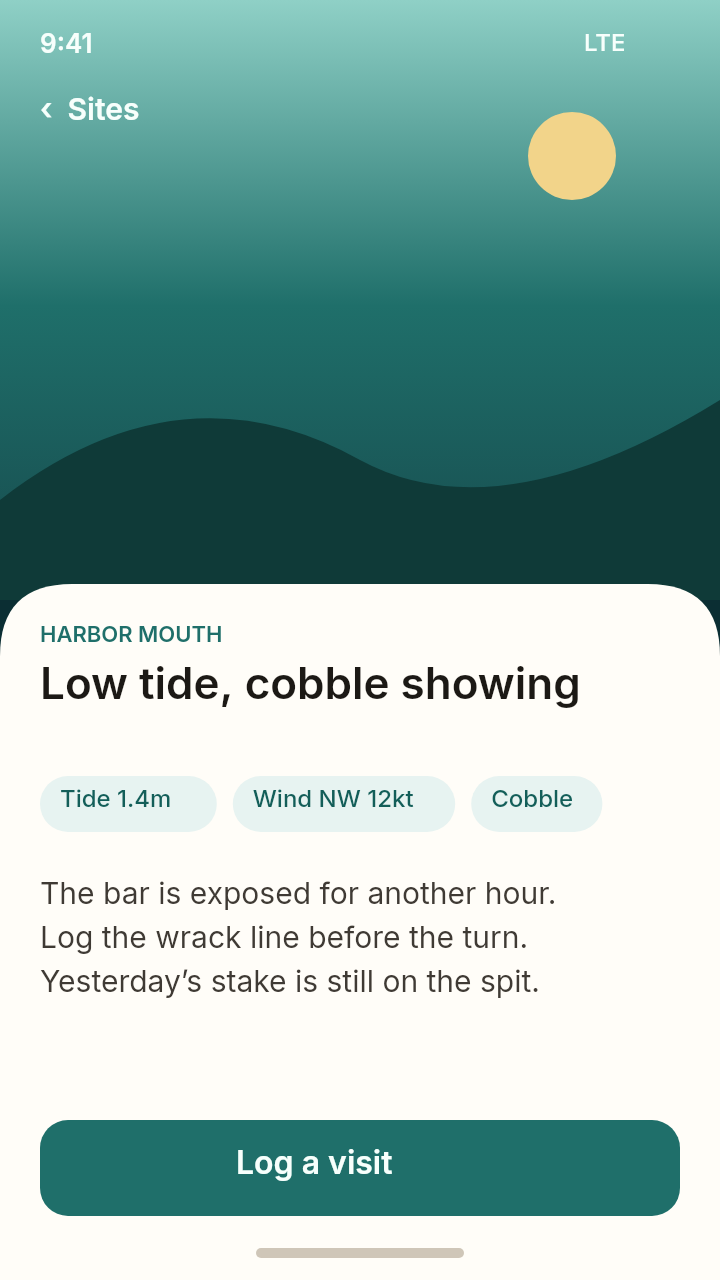 9:41
LTE
‹ Sites
HARBOR MOUTH
Low tide, cobble showing
Tide 1.4m
Wind NW 12kt
Cobble
The bar is exposed for another hour.
Log the wrack line before the turn.
Yesterday’s stake is still on the spit.
Log a visit